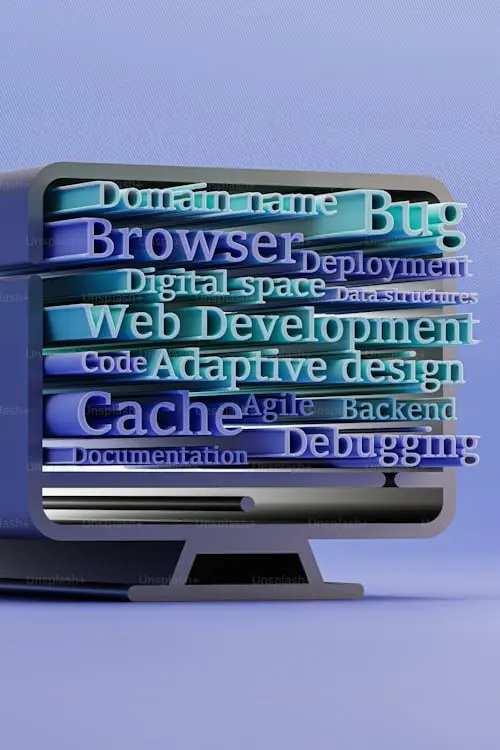 Domain name
Bug
Browser
Deployment
Digital space
Data structures
Web Development
Code
Adaptive design
Cache
Agile
Backend
Debugging
Documentation
Unsplash+